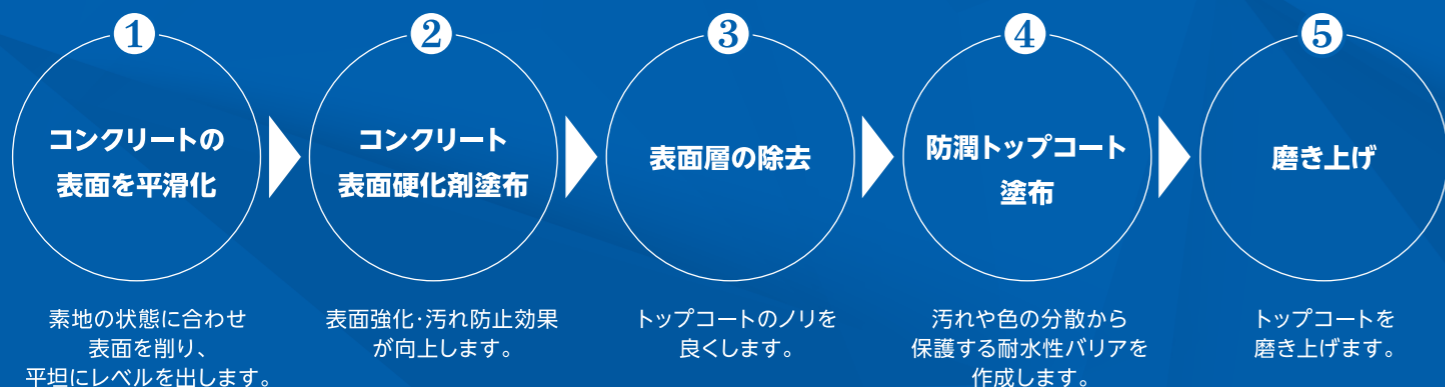 1
コンクリートの
表面を平滑化
素地の状態に合わせ
表面を削り、
平坦にレベルを出します。
2
コンクリート
表面硬化剤塗布
表面強化・汚れ防止効果
が向上します。
3
表面層の除去
トップコートのノリを
良くします。
4
防潤トップコート
塗布
汚れや色の分散から
保護する耐水性バリアを
作成します。
5
磨き上げ
トップコートを
磨き上げます。